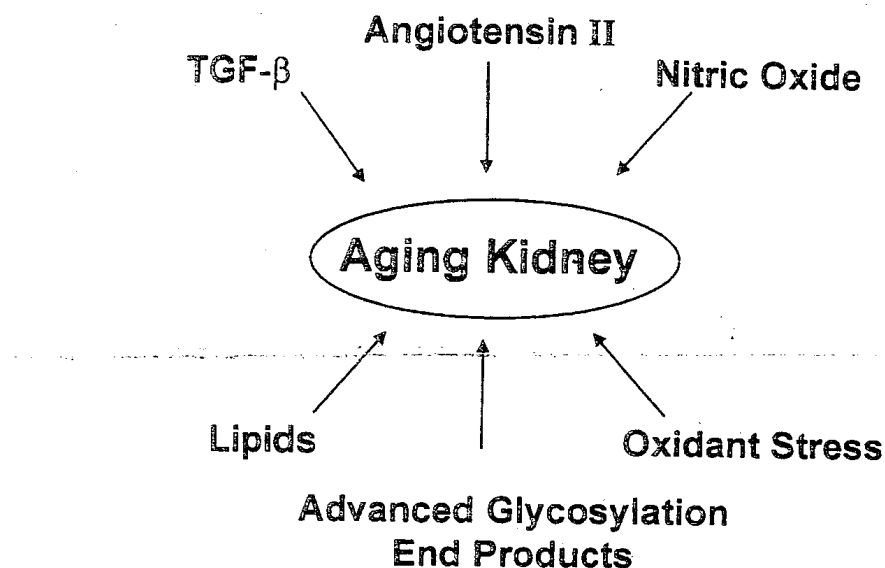 Angiotensin II
TGF-β
Nitric Oxide
Aging Kidney
Lipids
Oxidant Stress
Advanced Glycosylation
End Products